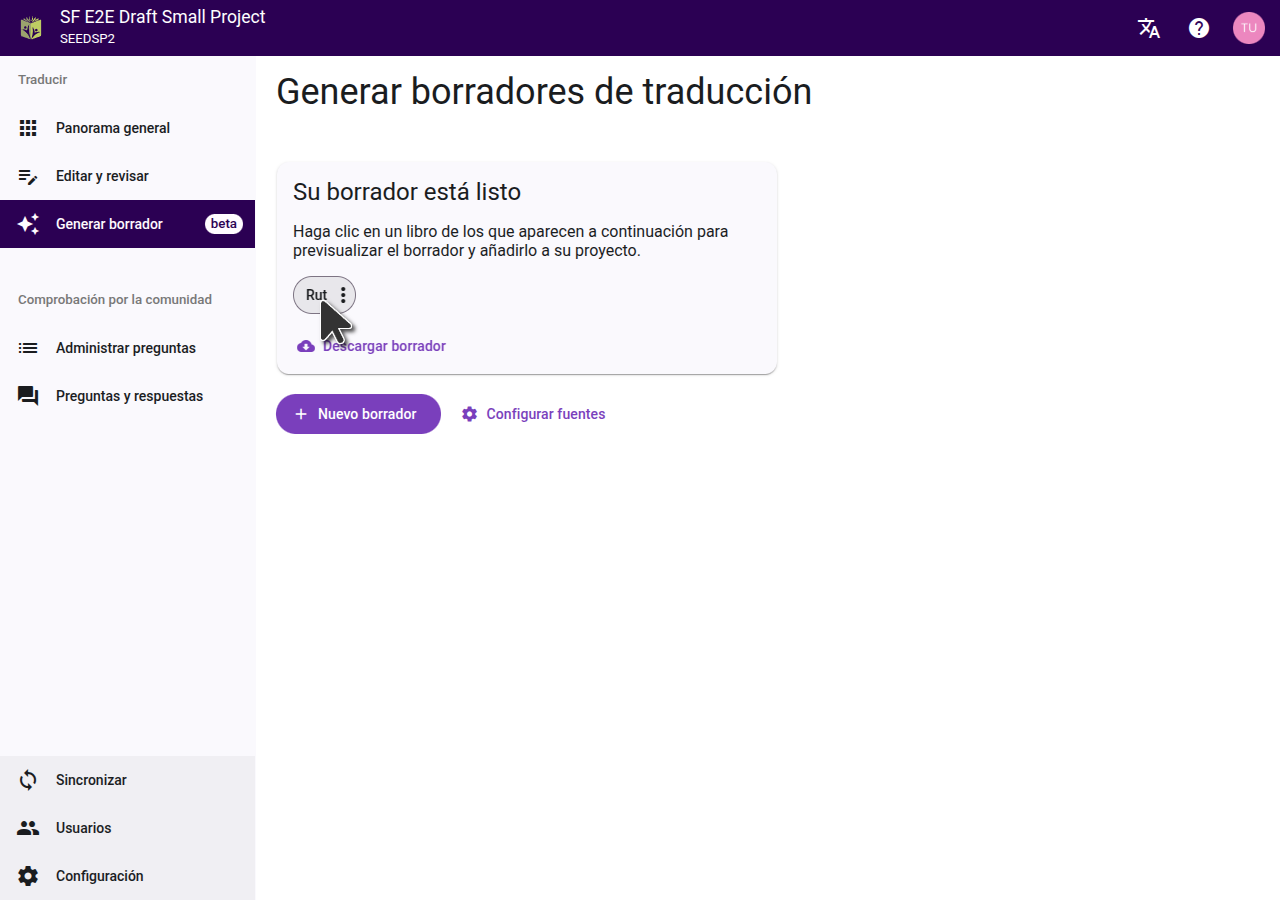 SF E2E Draft Small Project
SEEDSP2
TU
Traducir
Panorama general
Editar y revisar
Generar borrador beta
Comprobación por la comunidad
Administrar preguntas
Preguntas y respuestas
Sincronizar
Usuarios
Configuración
Generar borradores de traducción
Su borrador está listo
Haga clic en un libro de los que aparecen a continuación para
previsualizar el borrador y añadirlo a su proyecto.
Rut
Descargar borrador
Nuevo borrador
Configurar fuentes